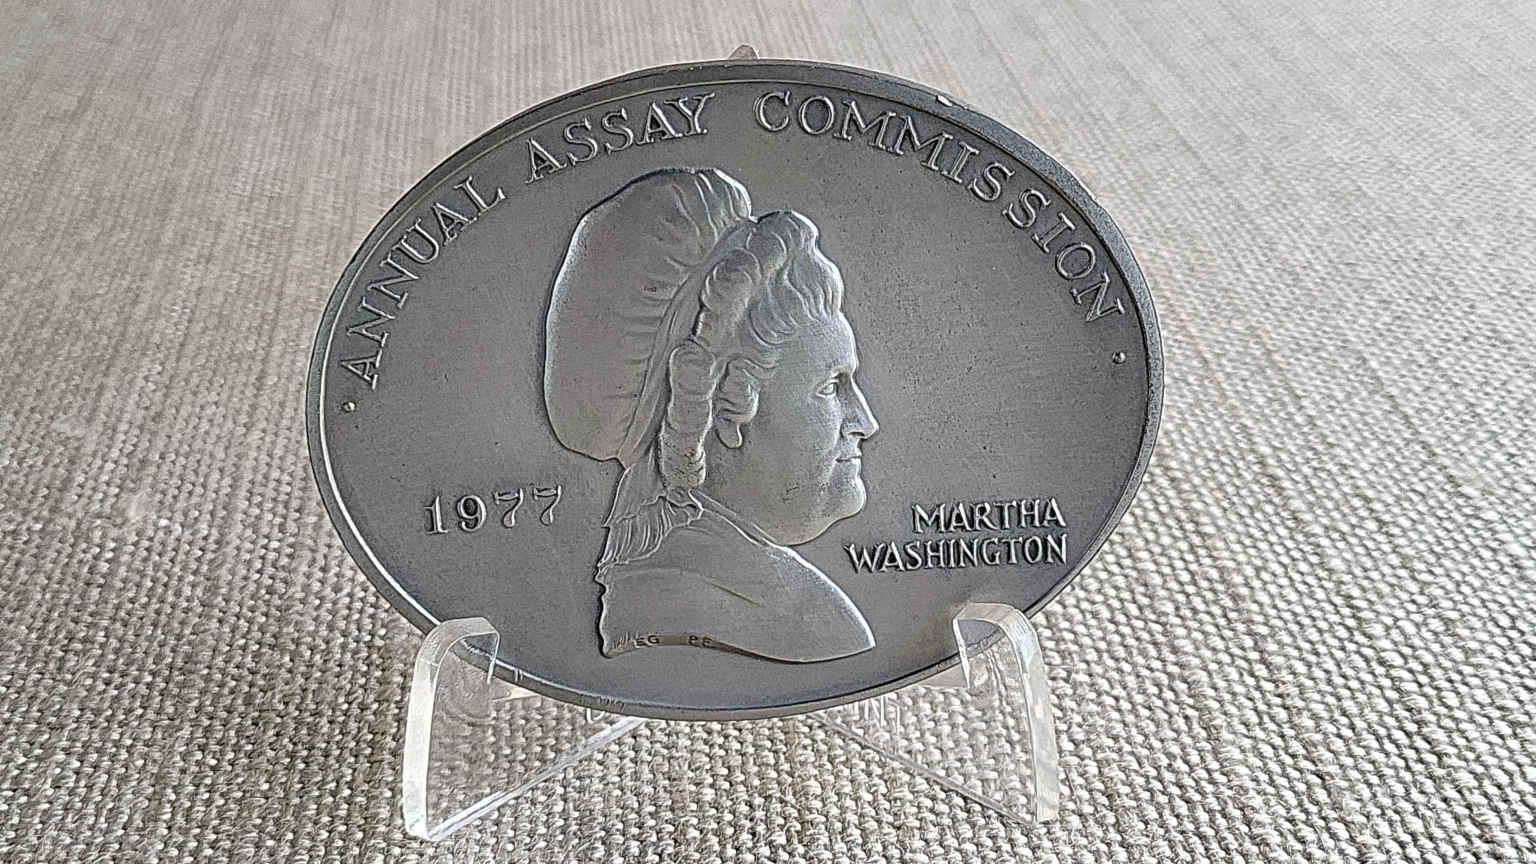 · ANNUAL ASSAY COMMISSION ·
1977
MARTHA
WASHINGTON